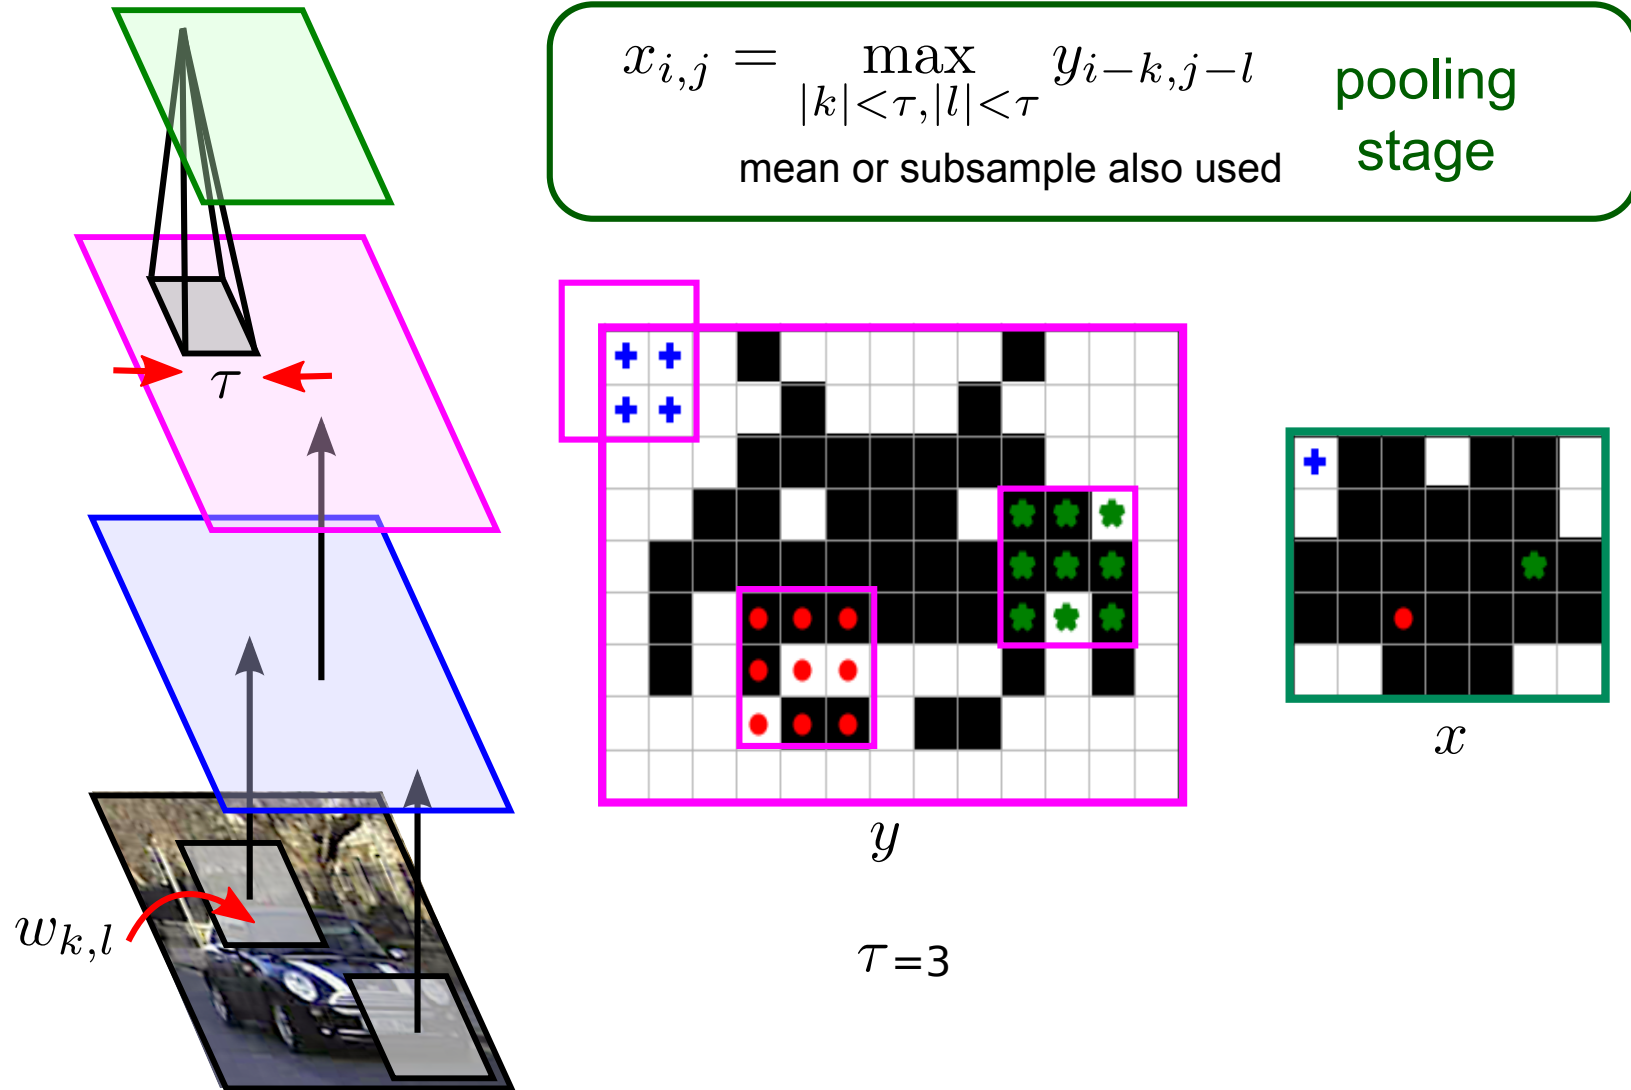 x_{i,j} = max_{|k|<τ,|l|<τ} y_{i−k,j−l}
pooling
stage
mean or subsample also used
τ
y
x
w_{k,l}
τ=3